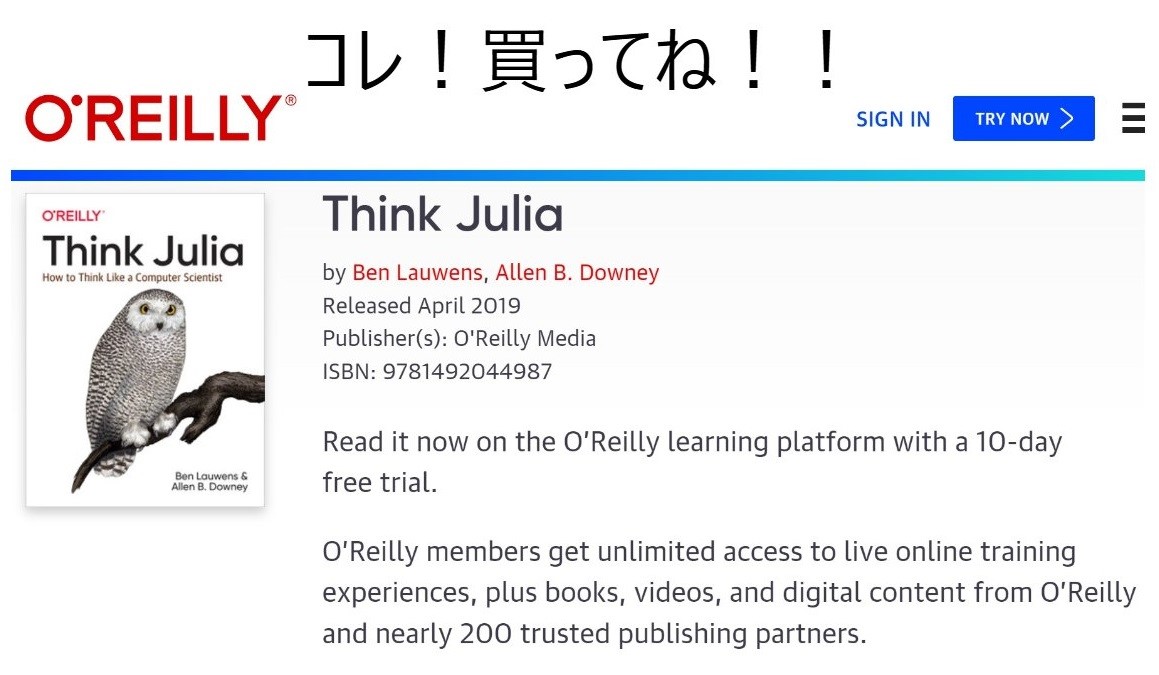 コレ！買ってね！！
O'REILLY®
SIGN IN
TRY NOW
O'REILLY®
Think Julia
How to Think Like a Computer Scientist
Ben Lauwens &
Allen B. Downey
Think Julia
by Ben Lauwens, Allen B. Downey
Released April 2019
Publisher(s): O'Reilly Media
ISBN: 9781492044987
Read it now on the O’Reilly learning platform with a 10-day
free trial.
O’Reilly members get unlimited access to live online training
experiences, plus books, videos, and digital content from O’Reilly
and nearly 200 trusted publishing partners.